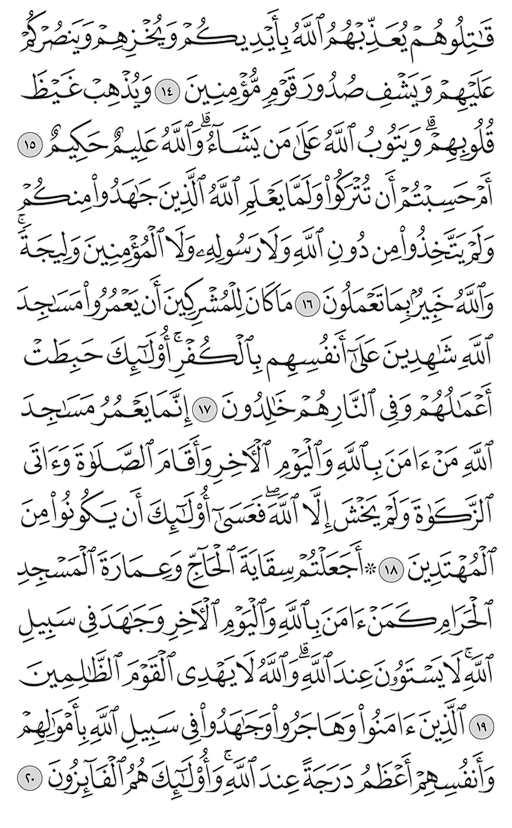 قَٰتِلُوهُمْ يُعَذِّبْهُمُ ٱللَّهُ بِأَيْدِيكُمْ وَيُخْزِهِمْ وَيَنصُرْكُمْ
عَلَيْهِمْ وَيَشْفِ صُدُورَ قَوْمٍ مُّؤْمِنِينَ ١٤ وَيُذْهِبْ غَيْظَ
قُلُوبِهِمْۗ وَيَتُوبُ ٱللَّهُ عَلَىٰ مَن يَشَآءُۗ وَٱللَّهُ عَلِيمٌ حَكِيمٌ ١٥
أَمْ حَسِبْتُمْ أَن تُتْرَكُوا۟ وَلَمَّا يَعْلَمِ ٱللَّهُ ٱلَّذِينَ جَٰهَدُوا۟ مِنكُمْ
وَلَمْ يَتَّخِذُوا۟ مِن دُونِ ٱللَّهِ وَلَا رَسُولِهِۦ وَلَا ٱلْمُؤْمِنِينَ وَلِيجَةًۚ
وَٱللَّهُ خَبِيرٌۢ بِمَا تَعْمَلُونَ ١٦ مَا كَانَ لِلْمُشْرِكِينَ أَن يَعْمُرُوا۟ مَسَٰجِدَ
ٱللَّهِ شَٰهِدِينَ عَلَىٰٓ أَنفُسِهِم بِٱلْكُفْرِۚ أُو۟لَٰٓئِكَ حَبِطَتْ
أَعْمَٰلُهُمْ وَفِى ٱلنَّارِ هُمْ خَٰلِدُونَ ١٧ إِنَّمَا يَعْمُرُ مَسَٰجِدَ
ٱللَّهِ مَنْ ءَامَنَ بِٱللَّهِ وَٱلْيَوْمِ ٱلْءَاخِرِ وَأَقَامَ ٱلصَّلَوٰةَ وَءَاتَى
ٱلزَّكَوٰةَ وَلَمْ يَخْشَ إِلَّا ٱللَّهَۖ فَعَسَىٰٓ أُو۟لَٰٓئِكَ أَن يَكُونُوا۟ مِنَ
ٱلْمُهْتَدِينَ ١٨ ۞ أَجَعَلْتُمْ سِقَايَةَ ٱلْحَآجِّ وَعِمَارَةَ ٱلْمَسْجِدِ
ٱلْحَرَامِ كَمَنْ ءَامَنَ بِٱللَّهِ وَٱلْيَوْمِ ٱلْءَاخِرِ وَجَٰهَدَ فِى سَبِيلِ
ٱللَّهِۚ لَا يَسْتَوُۥنَ عِندَ ٱللَّهِۗ وَٱللَّهُ لَا يَهْدِى ٱلْقَوْمَ ٱلظَّٰلِمِينَ
١٩ ٱلَّذِينَ ءَامَنُوا۟ وَهَاجَرُوا۟ وَجَٰهَدُوا۟ فِى سَبِيلِ ٱللَّهِ بِأَمْوَٰلِهِمْ
وَأَنفُسِهِمْ أَعْظَمُ دَرَجَةً عِندَ ٱللَّهِۚ وَأُو۟لَٰٓئِكَ هُمُ ٱلْفَآئِزُونَ ٢٠